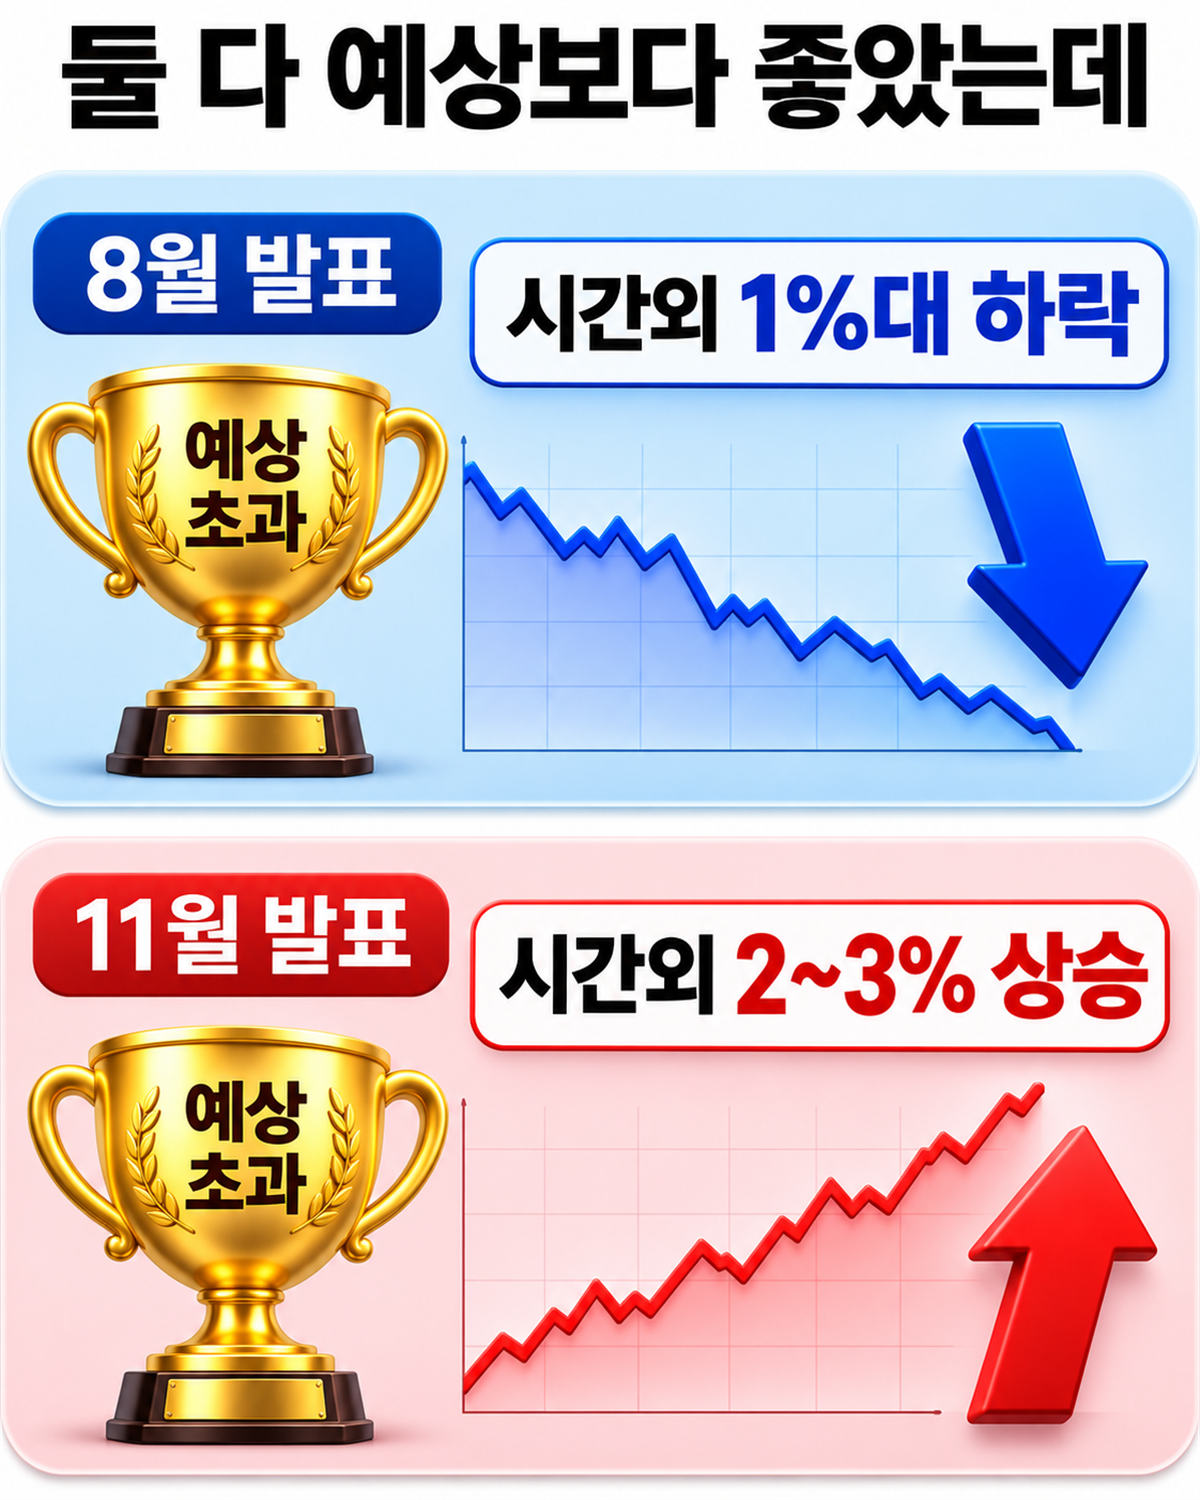 둘 다 예상보다 좋았는데
8월 발표
시간외 1%대 하락
예상
초과
11월 발표
시간외 2~3% 상승
예상
초과